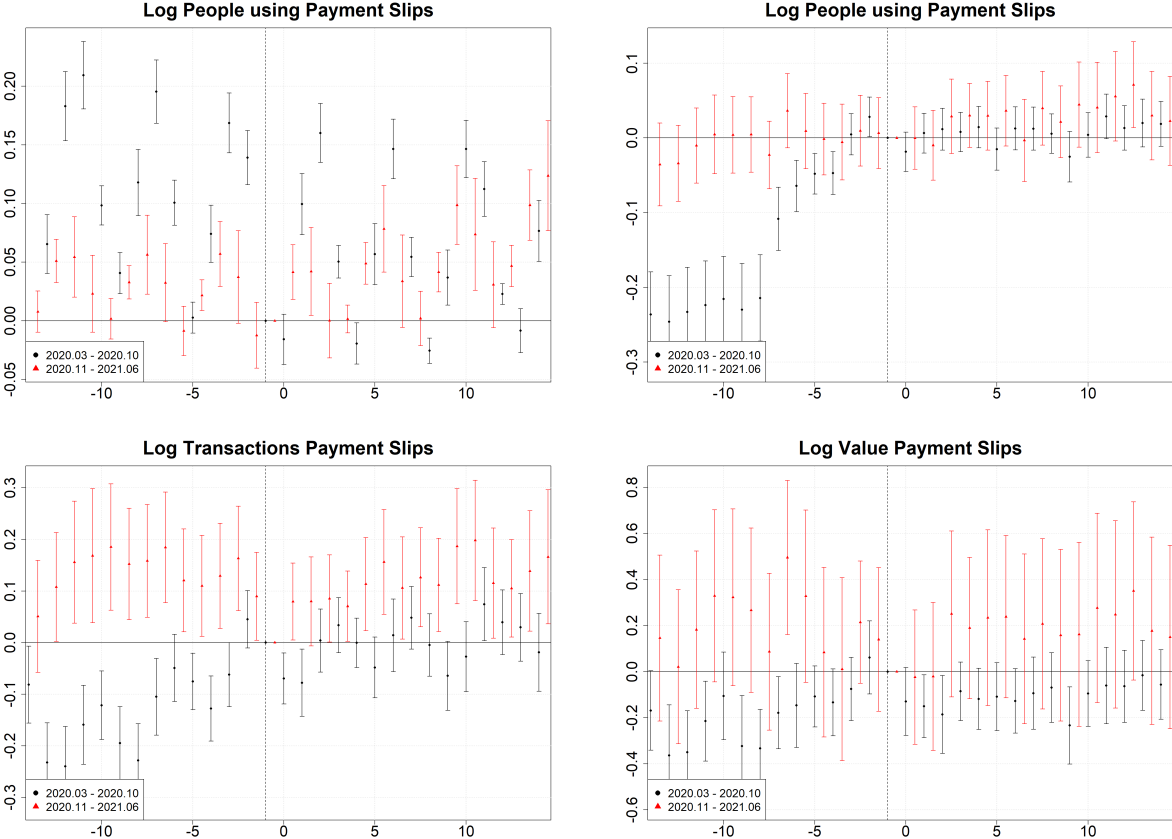 Log People using Payment Slips
0.20
0.15
0.10
0.05
0.00
-0.05
2020.03 - 2020.10
2020.11 - 2021.06
-10 -5 0 5 10
Log People using Payment Slips
0.1
0.0
-0.1
-0.2
-0.3
2020.03 - 2020.10
2020.11 - 2021.06
-10 -5 0 5 10
Log Transactions Payment Slips
0.3
0.2
0.1
0.0
-0.1
-0.2
-0.3
2020.03 - 2020.10
2020.11 - 2021.06
-10 -5 0 5 10
Log Value Payment Slips
0.8
0.6
0.4
0.2
0.0
-0.2
-0.4
-0.6
2020.03 - 2020.10
2020.11 - 2021.06
-10 -5 0 5 10